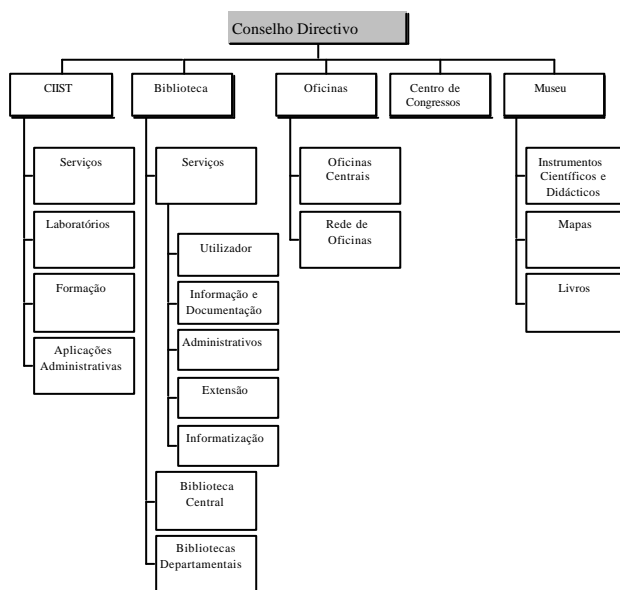 Conselho Directivo
CIIST
Biblioteca
Oficinas
Centro de
Congressos
Museu
Serviços
Laboratórios
Formação
Aplicações
Administrativas
Serviços
Utilizador
Informação e
Documentação
Administrativos
Extensão
Informatização
Biblioteca
Central
Bibliotecas
Departamentais
Oficinas
Centrais
Rede de
Oficinas
Instrumentos
Científicos e
Didácticos
Mapas
Livros